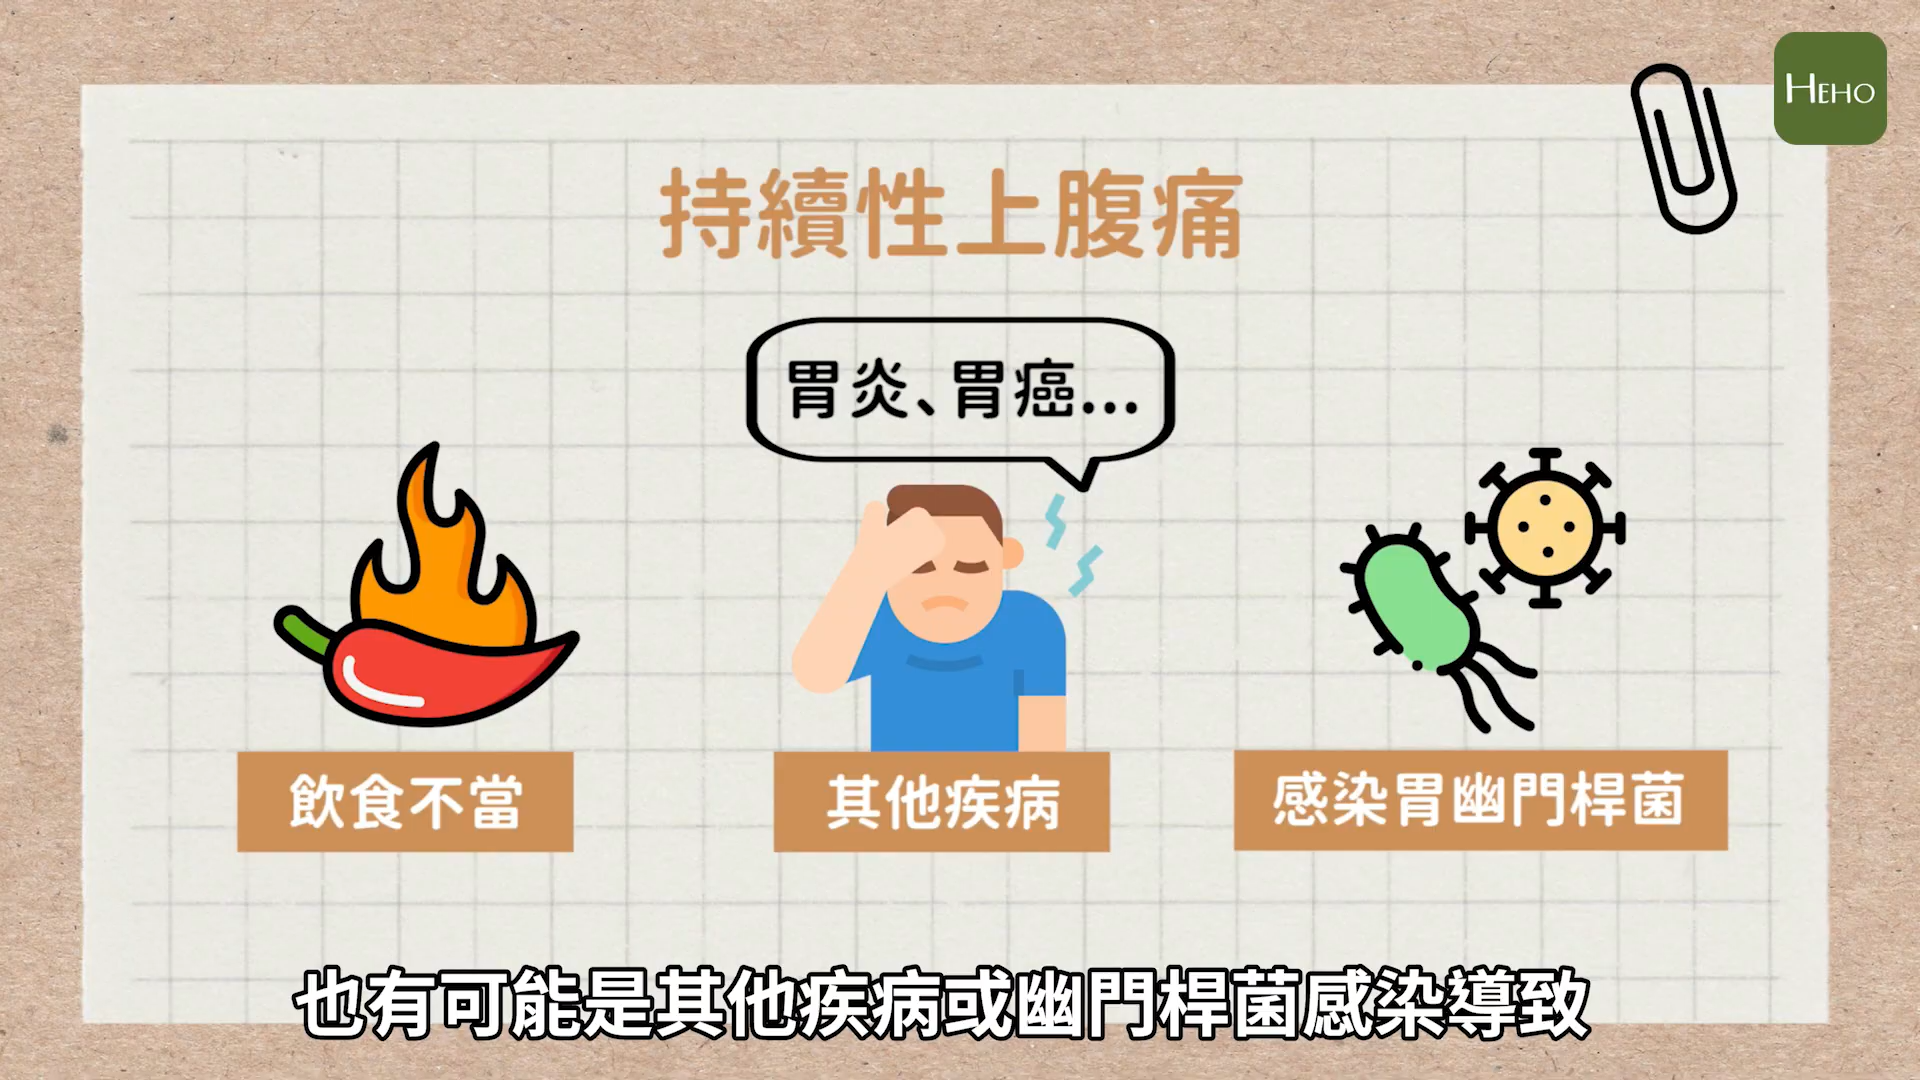 HEHO
持續性上腹痛
胃炎、胃癌...
飲食不當
其他疾病
感染胃幽門桿菌
也有可能是其他疾病或幽門桿菌感染導致